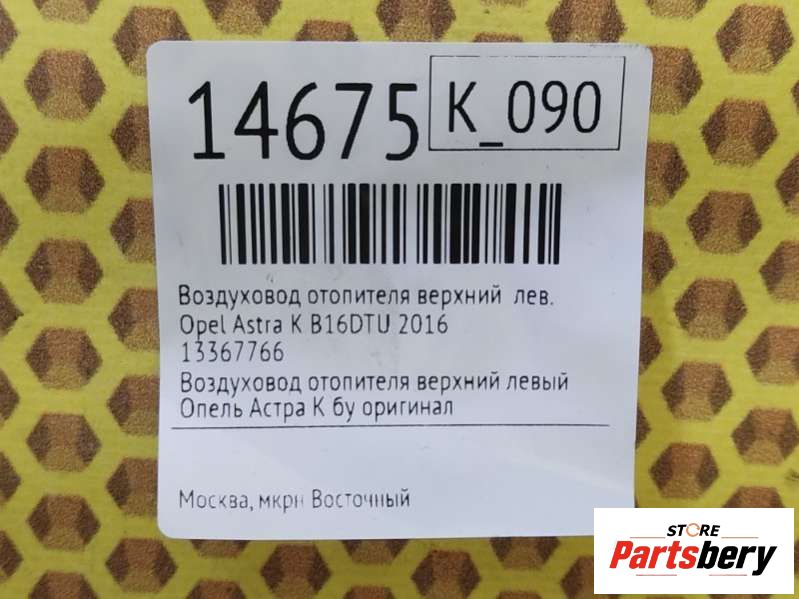 14675
K_090
Воздуховод отопителя верхний лев.
Opel Astra K B16DTU 2016
13367766
Воздуховод отопителя верхний левый
Опель Астра К бу оригинал
Москва, мкрн Восточный
STORE
Partsbery